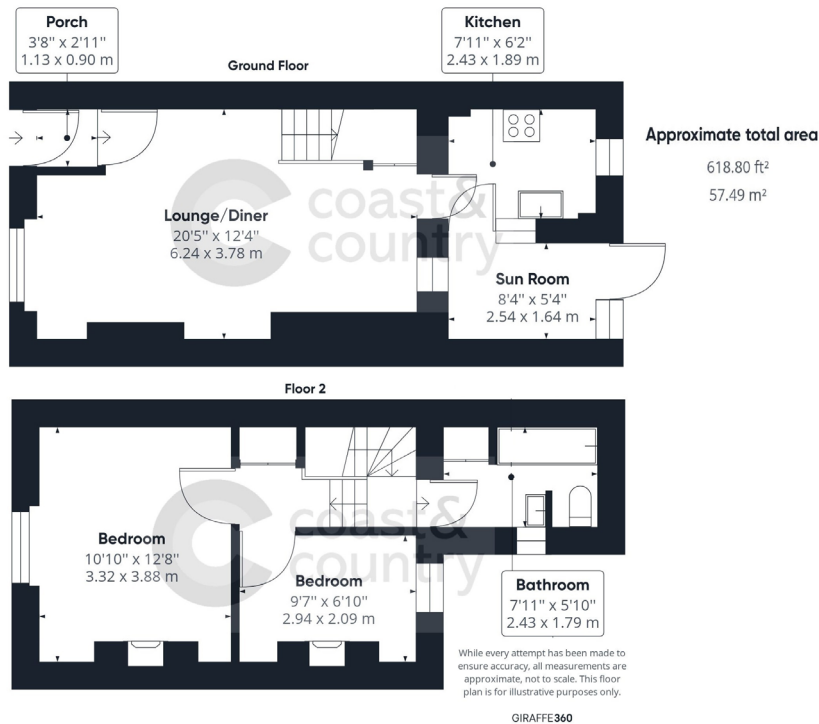 Porch
3'8" x 2'11"
1.13 x 0.90 m
Kitchen
7'11" x 6'2"
2.43 x 1.89 m
Ground Floor
Approximate total area
618.80 ft²
57.49 m²
coast&
country
Lounge/Diner
20'5" x 12'4"
6.24 x 3.78 m
Sun Room
8'4" x 5'4"
2.54 x 1.64 m
Floor 2
coast&
country
Bedroom
10'10" x 12'8"
3.32 x 3.88 m
Bedroom
9'7" x 6'10"
2.94 x 2.09 m
Bathroom
7'11" x 5'10"
2.43 x 1.79 m
While every attempt has been made to
ensure accuracy, all measurements are
approximate, not to scale. This floor
plan is for illustrative purposes only.
GIRAFFE360